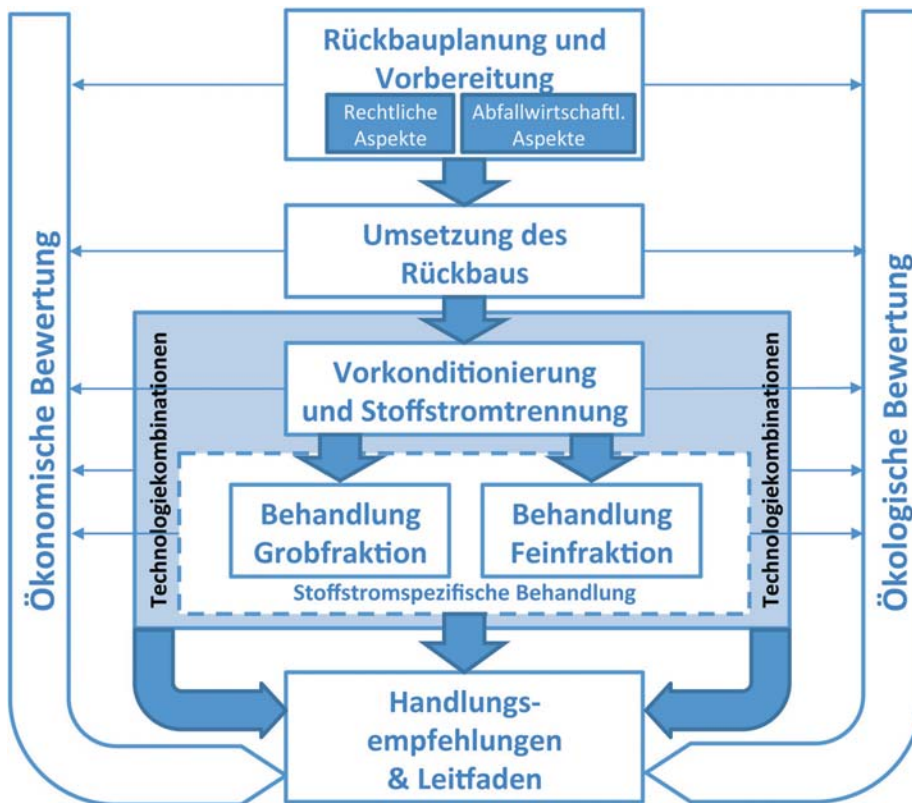 Rückbauplanung und
Vorbereitung
Rechtliche
Aspekte
Abfallwirtschaftl.
Aspekte
Umsetzung des
Rückbaus
Ökonomische Bewertung
Technologiekombinationen
Vorkonditionierung
und Stoffstromtrennung
Behandlung
Grobfraktion
Behandlung
Feinfraktion
Stoffstromspezifische Behandlung
Technologiekombinationen
Ökologische Bewertung
Handlungs-
empfehlungen
& Leitfaden